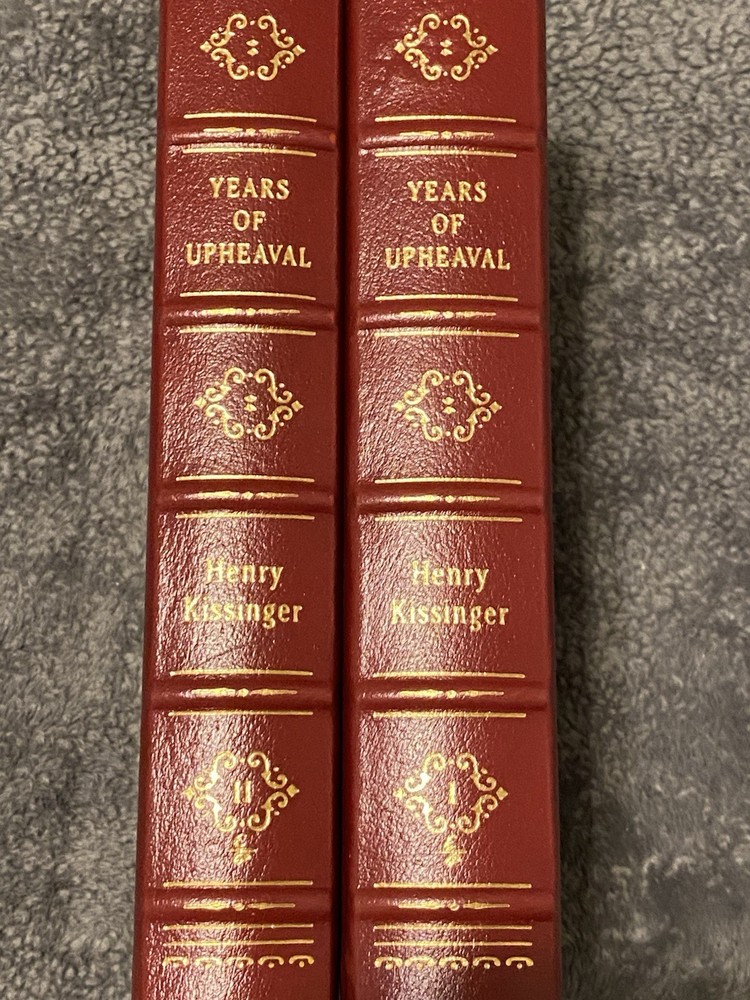 YEARS
OF
UPHEAVAL
Henry
Kissinger
II
YEARS
OF
UPHEAVAL
Henry
Kissinger
I